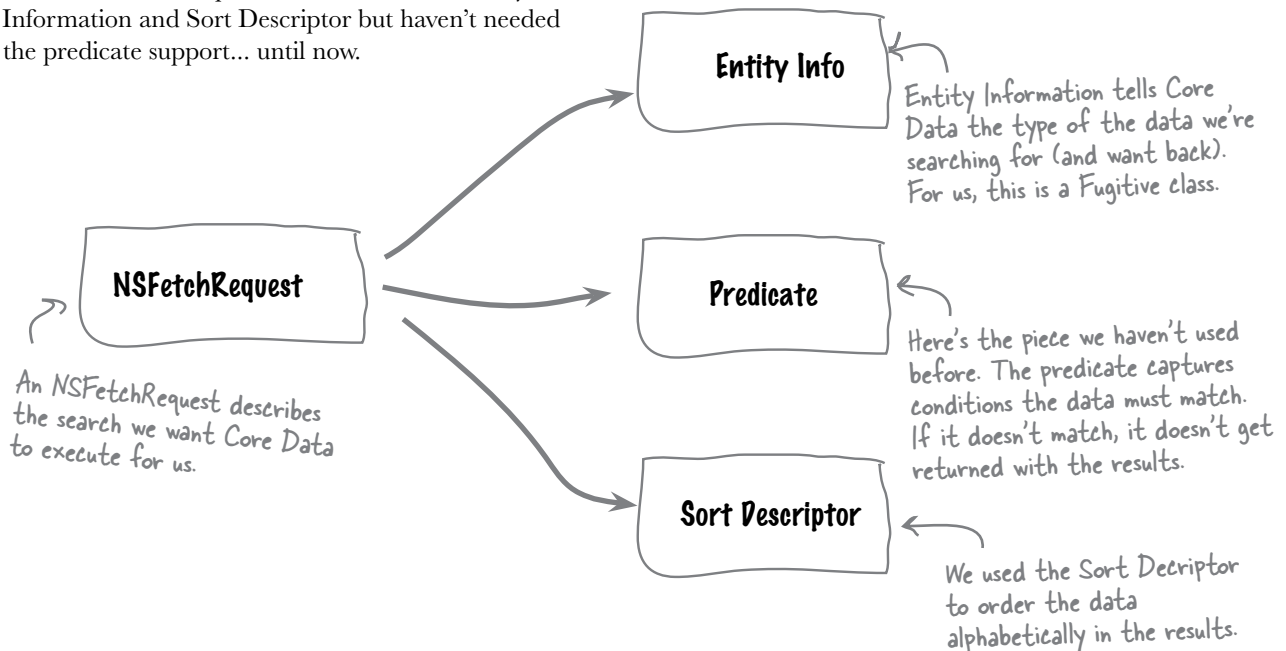 Information and Sort Descriptor but haven't needed
the predicate support... until now.
Entity Info
Entity Information tells Core
Data the type of the data we're
searching for (and want back).
For us, this is a Fugitive class.
NSFetchRequest
An NSFetchRequest describes
the search we want Core Data
to execute for us.
Predicate
Here's the piece we haven't used
before. The predicate captures
conditions the data must match.
If it doesn't match, it doesn't get
returned with the results.
Sort Descriptor
We used the Sort Decriptor
to order the data
alphabetically in the results.